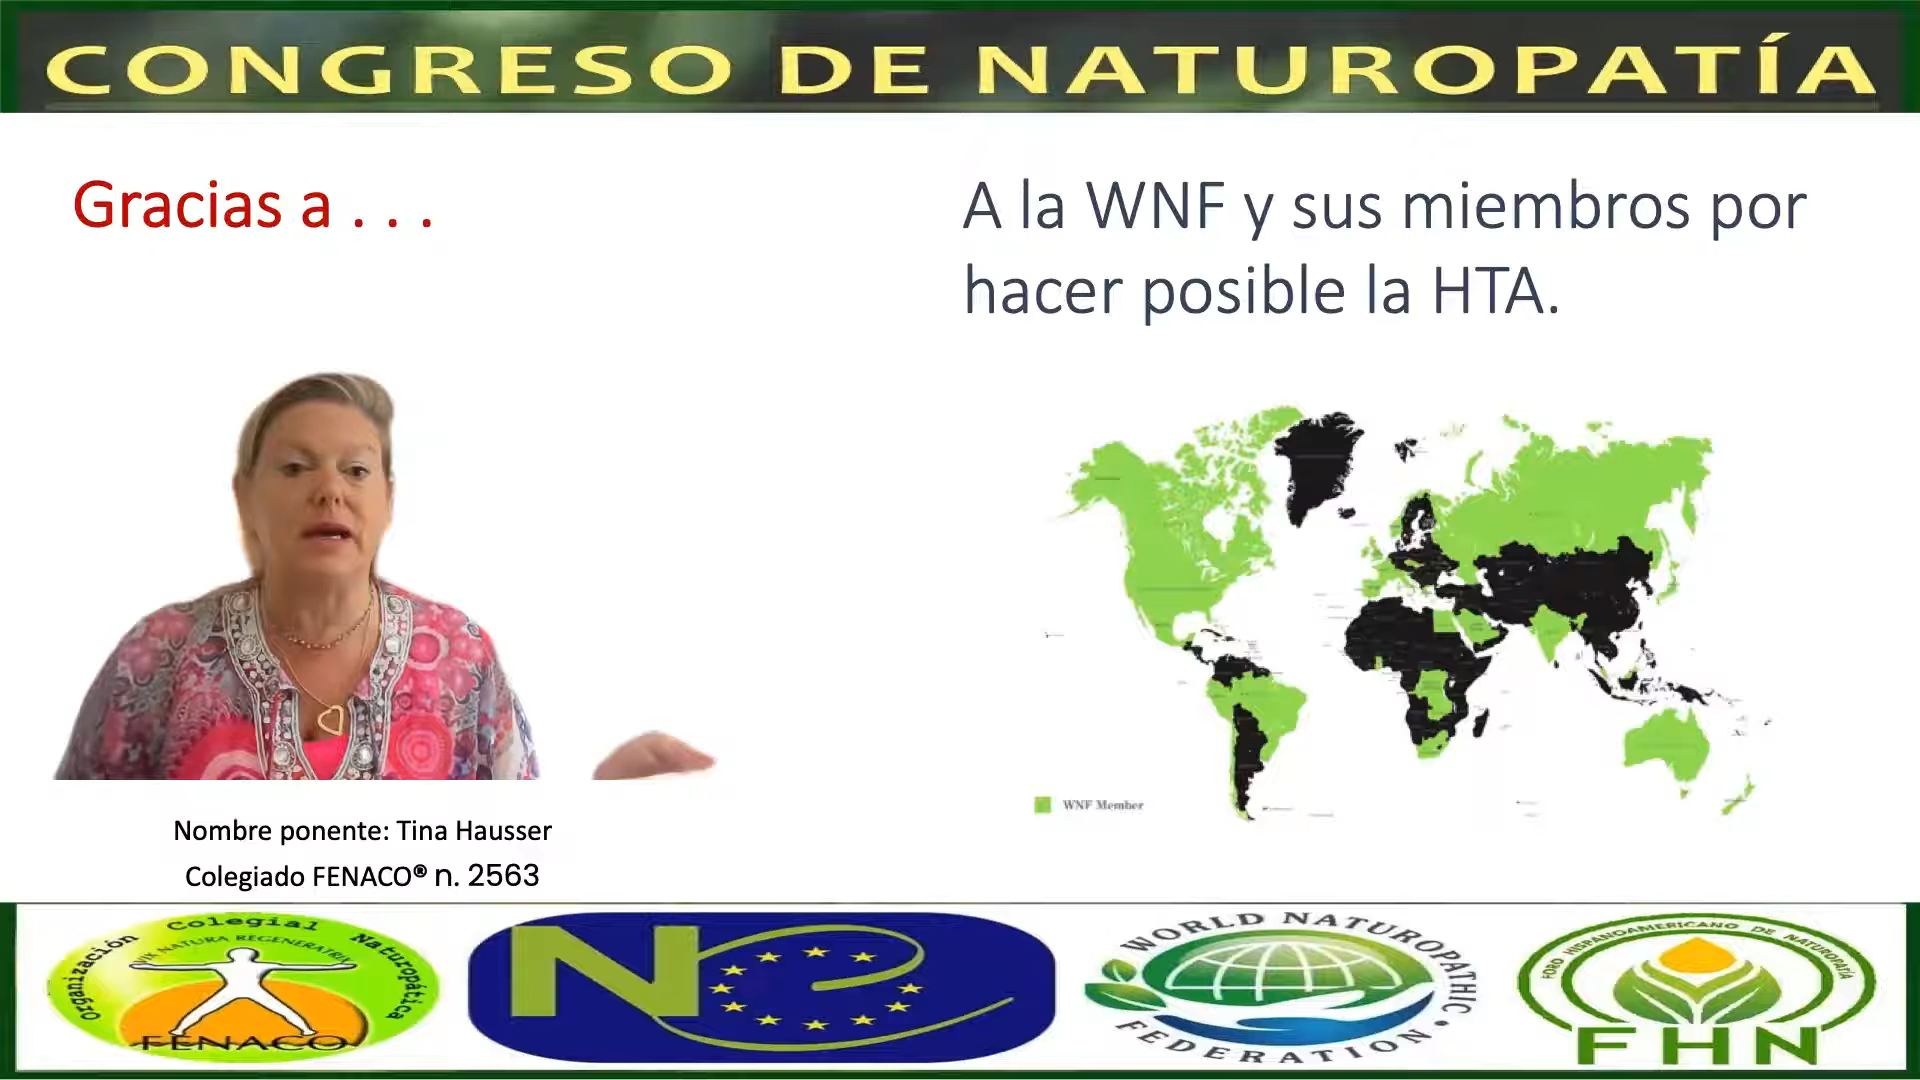 CONGRESO DE NATUROPATÍA
Gracias a . . .
A la WNF y sus miembros por
hacer posible la HTA.
WNF Member
Nombre ponente: Tina Hausser
Colegiado FENACO® n. 2563
Organización Colegial Naturopática
VIX NATURA REGENERATRIX
FENACO
N
WORLD NATUROPATHIC
FEDERATION
FORO HISPANOAMERICANO DE NATUROPATÍA
FHN